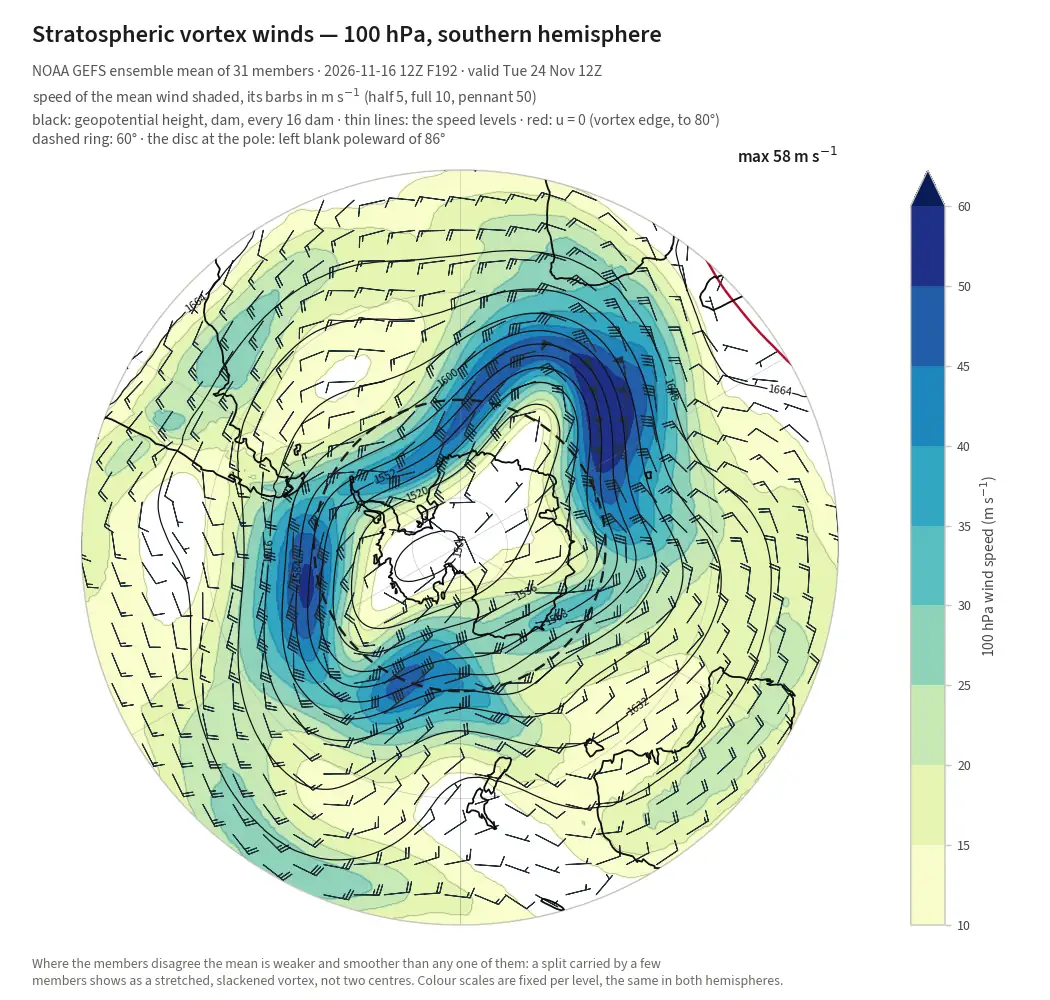 Stratospheric vortex winds — 100 hPa, southern hemisphere
NOAA GEFS ensemble mean of 31 members · 2026-11-16 12Z F192 · valid Tue 24 Nov 12Z
speed of the mean wind shaded, its barbs in m s⁻¹ (half 5, full 10, pennant 50)
black: geopotential height, dam, every 16 dam · thin lines: the speed levels · red: u = 0 (vortex edge, to 80°)
dashed ring: 60° · the disc at the pole: left blank poleward of 86°
max 58 m s⁻¹
60
50
45
40
35
30
25
20
15
10
100 hPa wind speed (m s⁻¹)
1664
1600
1664
1552
1520
1616
1584
1504
1536
1568
1632
Where the members disagree the mean is weaker and smoother than any one of them: a split carried by a few
members shows as a stretched, slackened vortex, not two centres. Colour scales are fixed per level, the same in both hemispheres.